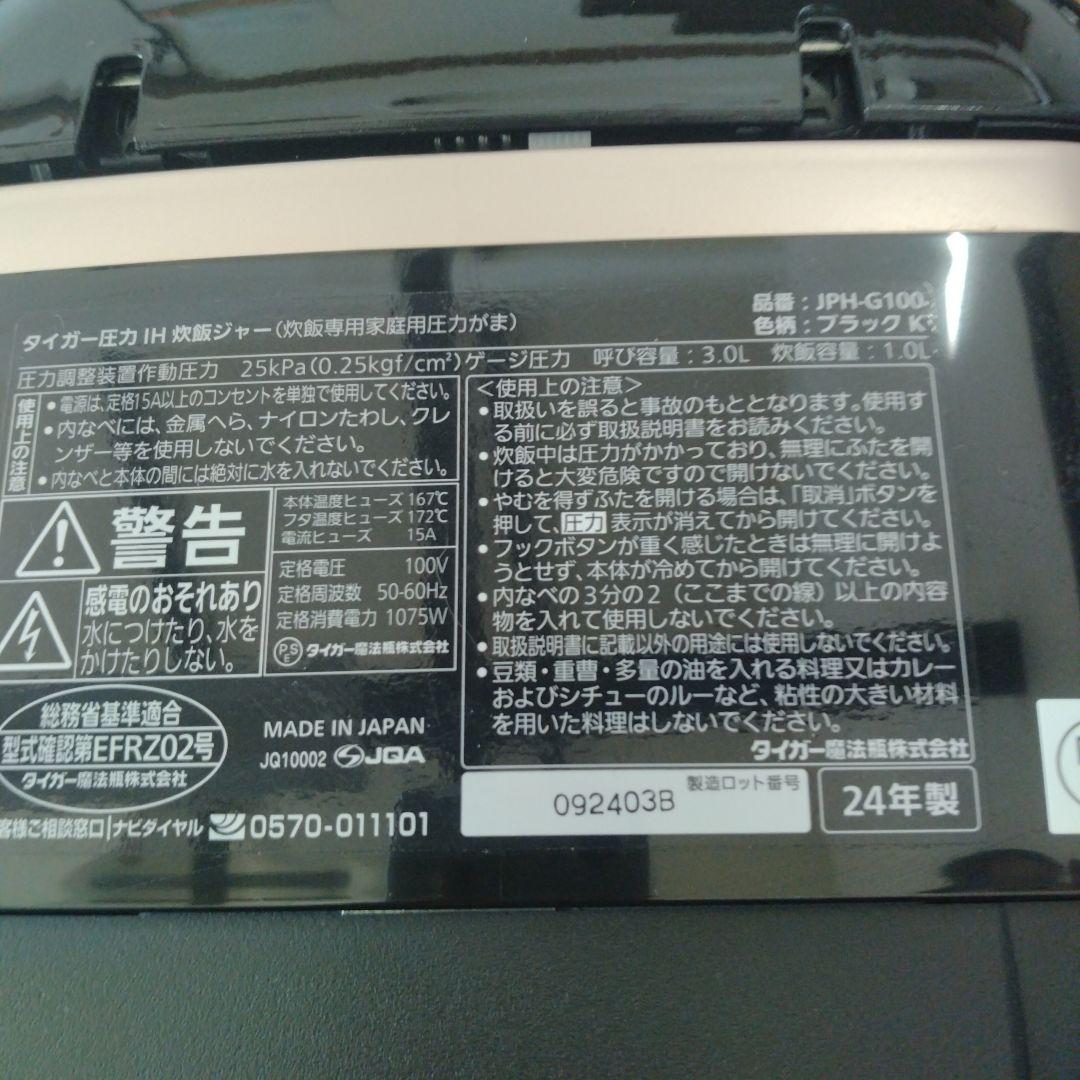 タイガー圧力IH 炊飯ジャー(炊飯専用家庭用圧力がま)
品番:JPH-G100-
色柄:ブラック K
圧力調整装置作動圧力 25kPa(0.25kgf/cm²)ゲージ圧力 呼び容量:3.0L 炊飯容量:1.0L
使用上の注意
•電源は、定格15A以上のコンセントを単独で使用してください。
•内なべには、金属へら、ナイロンたわし、クレ
ンザー等を使用しないでください。
•内なべと本体の間には絶対に水を入れないでください。
警告
感電のおそれあり
水につけたり、水を
かけたりしない。
本体温度ヒューズ 167℃
フタ温度ヒューズ 172℃
電流ヒューズ 15A
定格電圧 100V
定格周波数 50-60Hz
定格消費電力 1075W
PSE タイガー魔法瓶株式会社
<使用上の注意>
•取扱いを誤ると事故のもととなります。使用す
る前に必ず取扱説明書をお読みください。
•炊飯中は圧力がかかっており、無理にふたを開
けると大変危険ですので開けないでください。
•やむを得ずふたを開ける場合は、「取消」ボタンを
押して、圧力 表示が消えてから開けてください。
•フックボタンが重く感じたときは無理に開けよ
うとせず、本体が冷めてから開けてください。
•内なべの3分の2(ここまでの線)以上の内容
物を入れて使用しないでください。
•取扱説明書に記載以外の用途には使用しないでください。
•豆類・重曹・多量の油を入れる料理又はカレー
およびシチューのルーなど、粘性の大きい材料
を用いた料理はしないでください。
タイガー魔法瓶株式会社
総務省基準適合
型式確認第EFRZ02号
タイガー魔法瓶株式会社
MADE IN JAPAN
JQ10002 JQA
客様ご相談窓口 ナビダイヤル 0570-011101
製造ロット番号
092403B
24年製